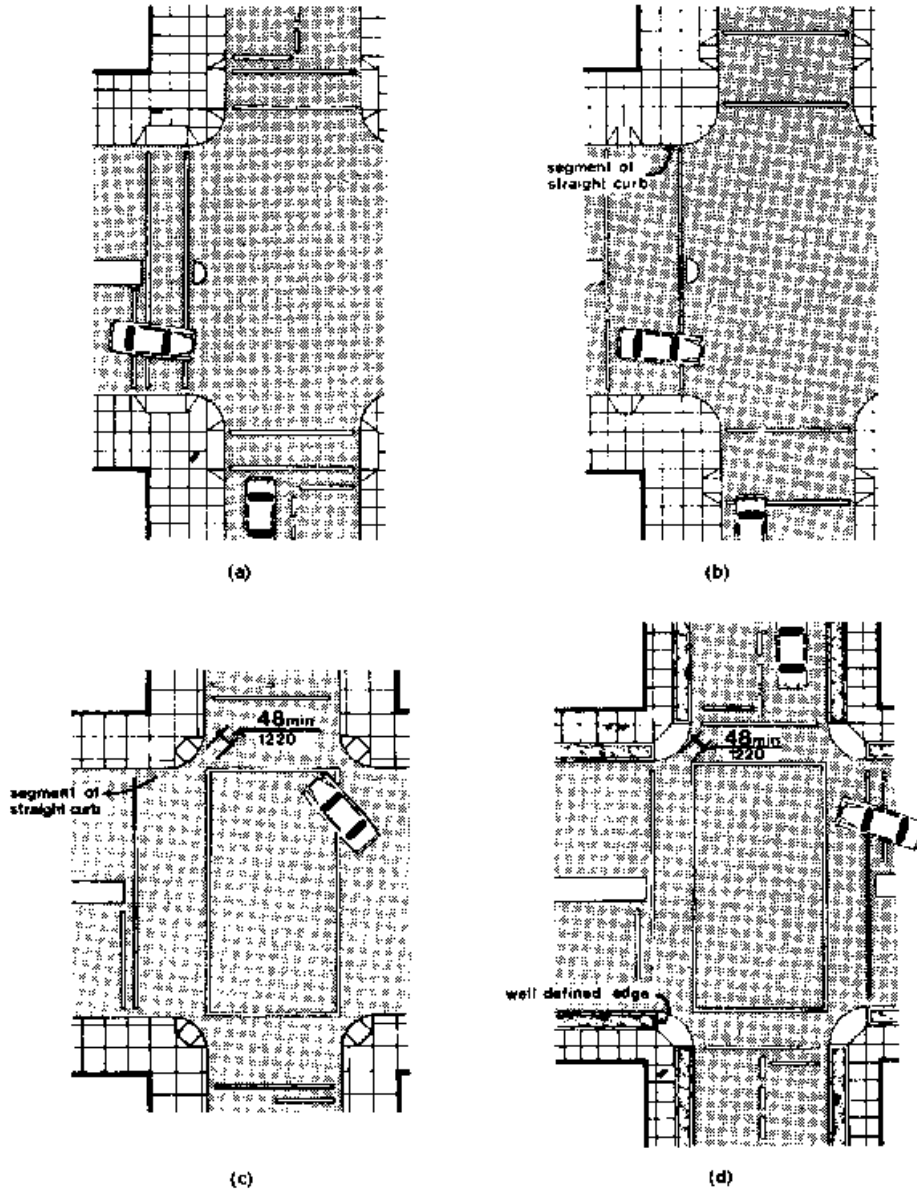 segment of
straight curb
(a)
(b)
48min
1220
segment of
straight curb
48min
1220
well defined edge
(c)
(d)